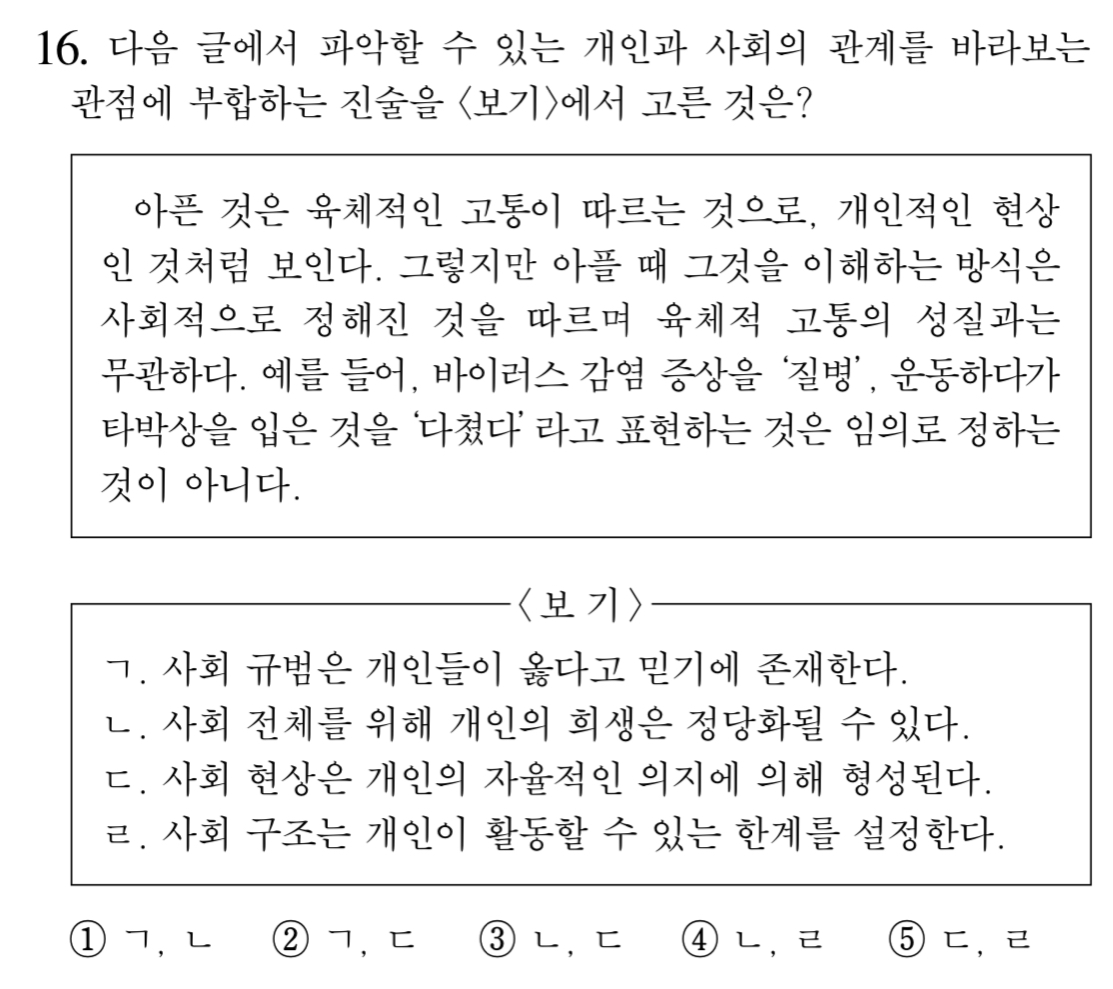 16. 다음 글에서 파악할 수 있는 개인과 사회의 관계를 바라보는
관점에 부합하는 진술을 〈보기〉에서 고른 것은?
아픈 것은 육체적인 고통이 따르는 것으로, 개인적인 현상
인 것처럼 보인다. 그렇지만 아플 때 그것을 이해하는 방식은
사회적으로 정해진 것을 따르며 육체적 고통의 성질과는
무관하다. 예를 들어, 바이러스 감염 증상을 ‘질병’, 운동하다가
타박상을 입은 것을 ‘다쳤다’라고 표현하는 것은 임의로 정하는
것이 아니다.
〈보 기〉
ㄱ. 사회 규범은 개인들이 옳다고 믿기에 존재한다.
ㄴ. 사회 전체를 위해 개인의 희생은 정당화될 수 있다.
ㄷ. 사회 현상은 개인의 자율적인 의지에 의해 형성된다.
ㄹ. 사회 구조는 개인이 활동할 수 있는 한계를 설정한다.
① ㄱ, ㄴ ② ㄱ, ㄷ ③ ㄴ, ㄷ ④ ㄴ, ㄹ ⑤ ㄷ, ㄹ